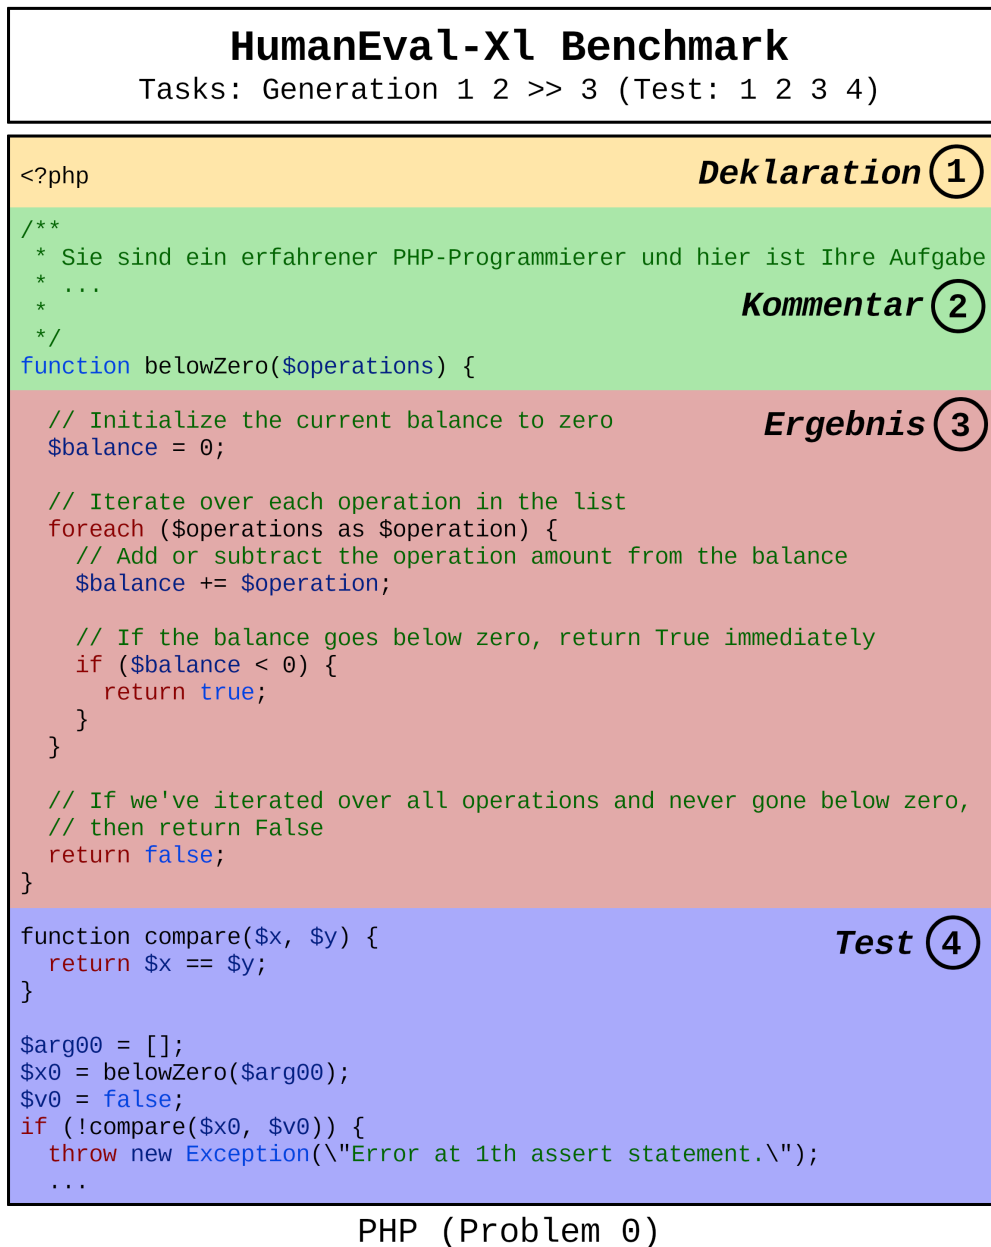 HumanEval-Xl Benchmark
Tasks: Generation 1 2 >> 3 (Test: 1 2 3 4)
<?php
Deklaration 1
/**
 * Sie sind ein erfahrener PHP-Programmierer und hier ist Ihre Aufgabe
 * ...
 *
Kommentar 2
 */
function belowZero($operations) {
  // Initialize the current balance to zero
Ergebnis 3
  $balance = 0;
  // Iterate over each operation in the list
  foreach ($operations as $operation) {
    // Add or subtract the operation amount from the balance
    $balance += $operation;
    // If the balance goes below zero, return True immediately
    if ($balance < 0) {
      return true;
    }
  }
  // If we've iterated over all operations and never gone below zero,
  // then return False
  return false;
}
function compare($x, $y) {
Test 4
  return $x == $y;
}
$arg00 = [];
$x0 = belowZero($arg00);
$v0 = false;
if (!compare($x0, $v0)) {
  throw new Exception(\"Error at 1th assert statement.\");
  ...
PHP (Problem 0)